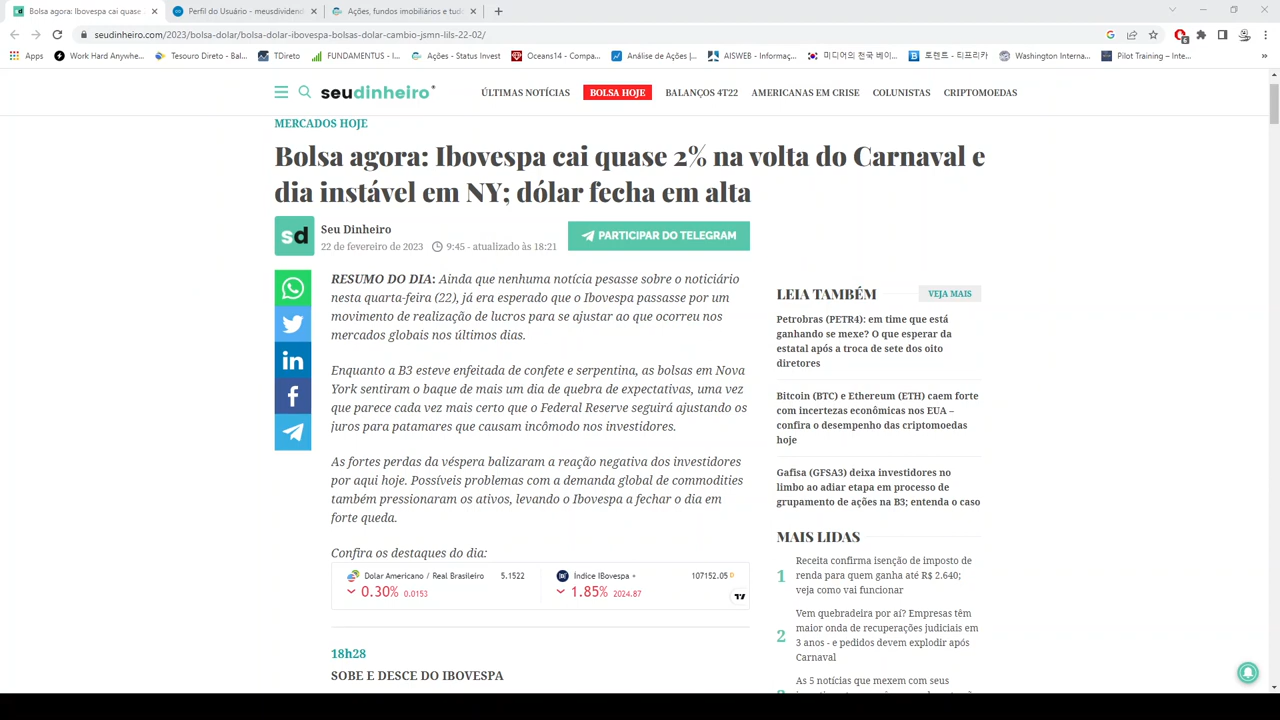 Bolsa agora: Ibovespa cai quase
Perfil do Usuário - meusdividend
Ações, fundos imobiliários e tud
seudinheiro.com/2023/bolsa-dolar/bolsa-dolar-ibovespa-bolsas-dolar-cambio-jsmn-lils-22-02/
Apps
Work Hard Anywhe...
Tesouro Direto - Bal...
TDireto
FUNDAMENTUS - I...
Ações - Status Invest
Oceans14 - Compa...
Análise de Ações (...
AISWEB - Informaç...
미디어의 천국 베이...
토렌트 - 티프리카
Washington Interna...
Pilot Training – Inte...
seudinheiro
ÚLTIMAS NOTÍCIAS
BOLSA HOJE
BALANÇOS 4T22
AMERICANAS EM CRISE
COLUNISTAS
CRIPTOMOEDAS
MERCADOS HOJE
Bolsa agora: Ibovespa cai quase 2% na volta do Carnaval e
dia instável em NY; dólar fecha em alta
sd
Seu Dinheiro
22 de fevereiro de 2023
9:45 - atualizado às 18:21
PARTICIPAR DO TELEGRAM
RESUMO DO DIA: Ainda que nenhuma notícia pesasse sobre o noticiário
nesta quarta-feira (22), já era esperado que o Ibovespa passasse por um
movimento de realização de lucros para se ajustar ao que ocorreu nos
mercados globais nos últimos dias.
Enquanto a B3 esteve enfeitada de confete e serpentina, as bolsas em Nova
York sentiram o baque de mais um dia de quebra de expectativas, uma vez
que parece cada vez mais certo que o Federal Reserve seguirá ajustando os
juros para patamares que causam incômodo nos investidores.
As fortes perdas da véspera balizaram a reação negativa dos investidores
por aqui hoje. Possíveis problemas com a demanda global de commodities
também pressionaram os ativos, levando o Ibovespa a fechar o dia em
forte queda.
Confira os destaques do dia:
Dolar Americano / Real Brasileiro
5.1522
0.30% 0.0153
Índice IBovespa
107152.05 D
1.85% 2024.87
18h28
SOBE E DESCE DO IBOVESPA
LEIA TAMBÉM
VEJA MAIS
Petrobras (PETR4): em time que está
ganhando se mexe? O que esperar da
estatal após a troca de sete dos oito
diretores
Bitcoin (BTC) e Ethereum (ETH) caem forte
com incertezas econômicas nos EUA –
confira o desempenho das criptomoedas
hoje
Gafisa (GFSA3) deixa investidores no
limbo ao adiar etapa em processo de
grupamento de ações na B3; entenda o caso
MAIS LIDAS
1
Receita confirma isenção de imposto de
renda para quem ganha até R$ 2.640;
veja como vai funcionar
2
Vem quebradeira por aí? Empresas têm
maior onda de recuperações judiciais em
3 anos - e pedidos devem explodir após
Carnaval
As 5 notícias que mexem com seus